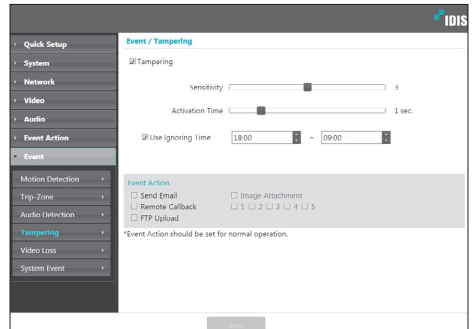 IDIS
Quick Setup
System
Network
Video
Audio
Event Action
Event
Motion Detection
Trip-Zone
Audio Detection
Tampering
Video Loss
System Event
Event / Tampering
Tampering
Sensitivity 3
Activation Time 1 sec.
Use Ignoring Time 18:00 ~ 09:00
Event Action
Send Email Image Attachment
Remote Callback 1 2 3 4 5
FTP Upload
*Event Action should be set for normal operation.
Save